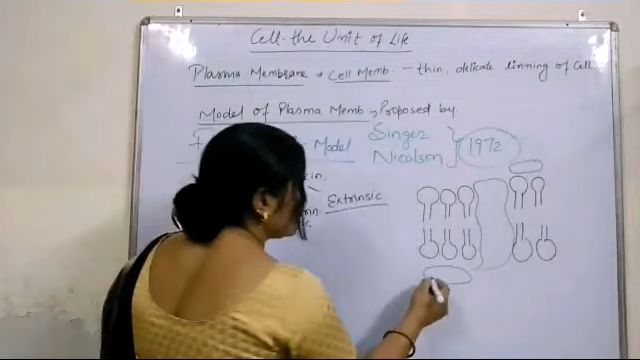 Cell-the Unit of Life
Plasma Membrane → Cell Memb. - thin, delicate linning of Cell
Model of Plasma Memb → Proposed by
Model Singer 1972
Nicolson
Extrinsic